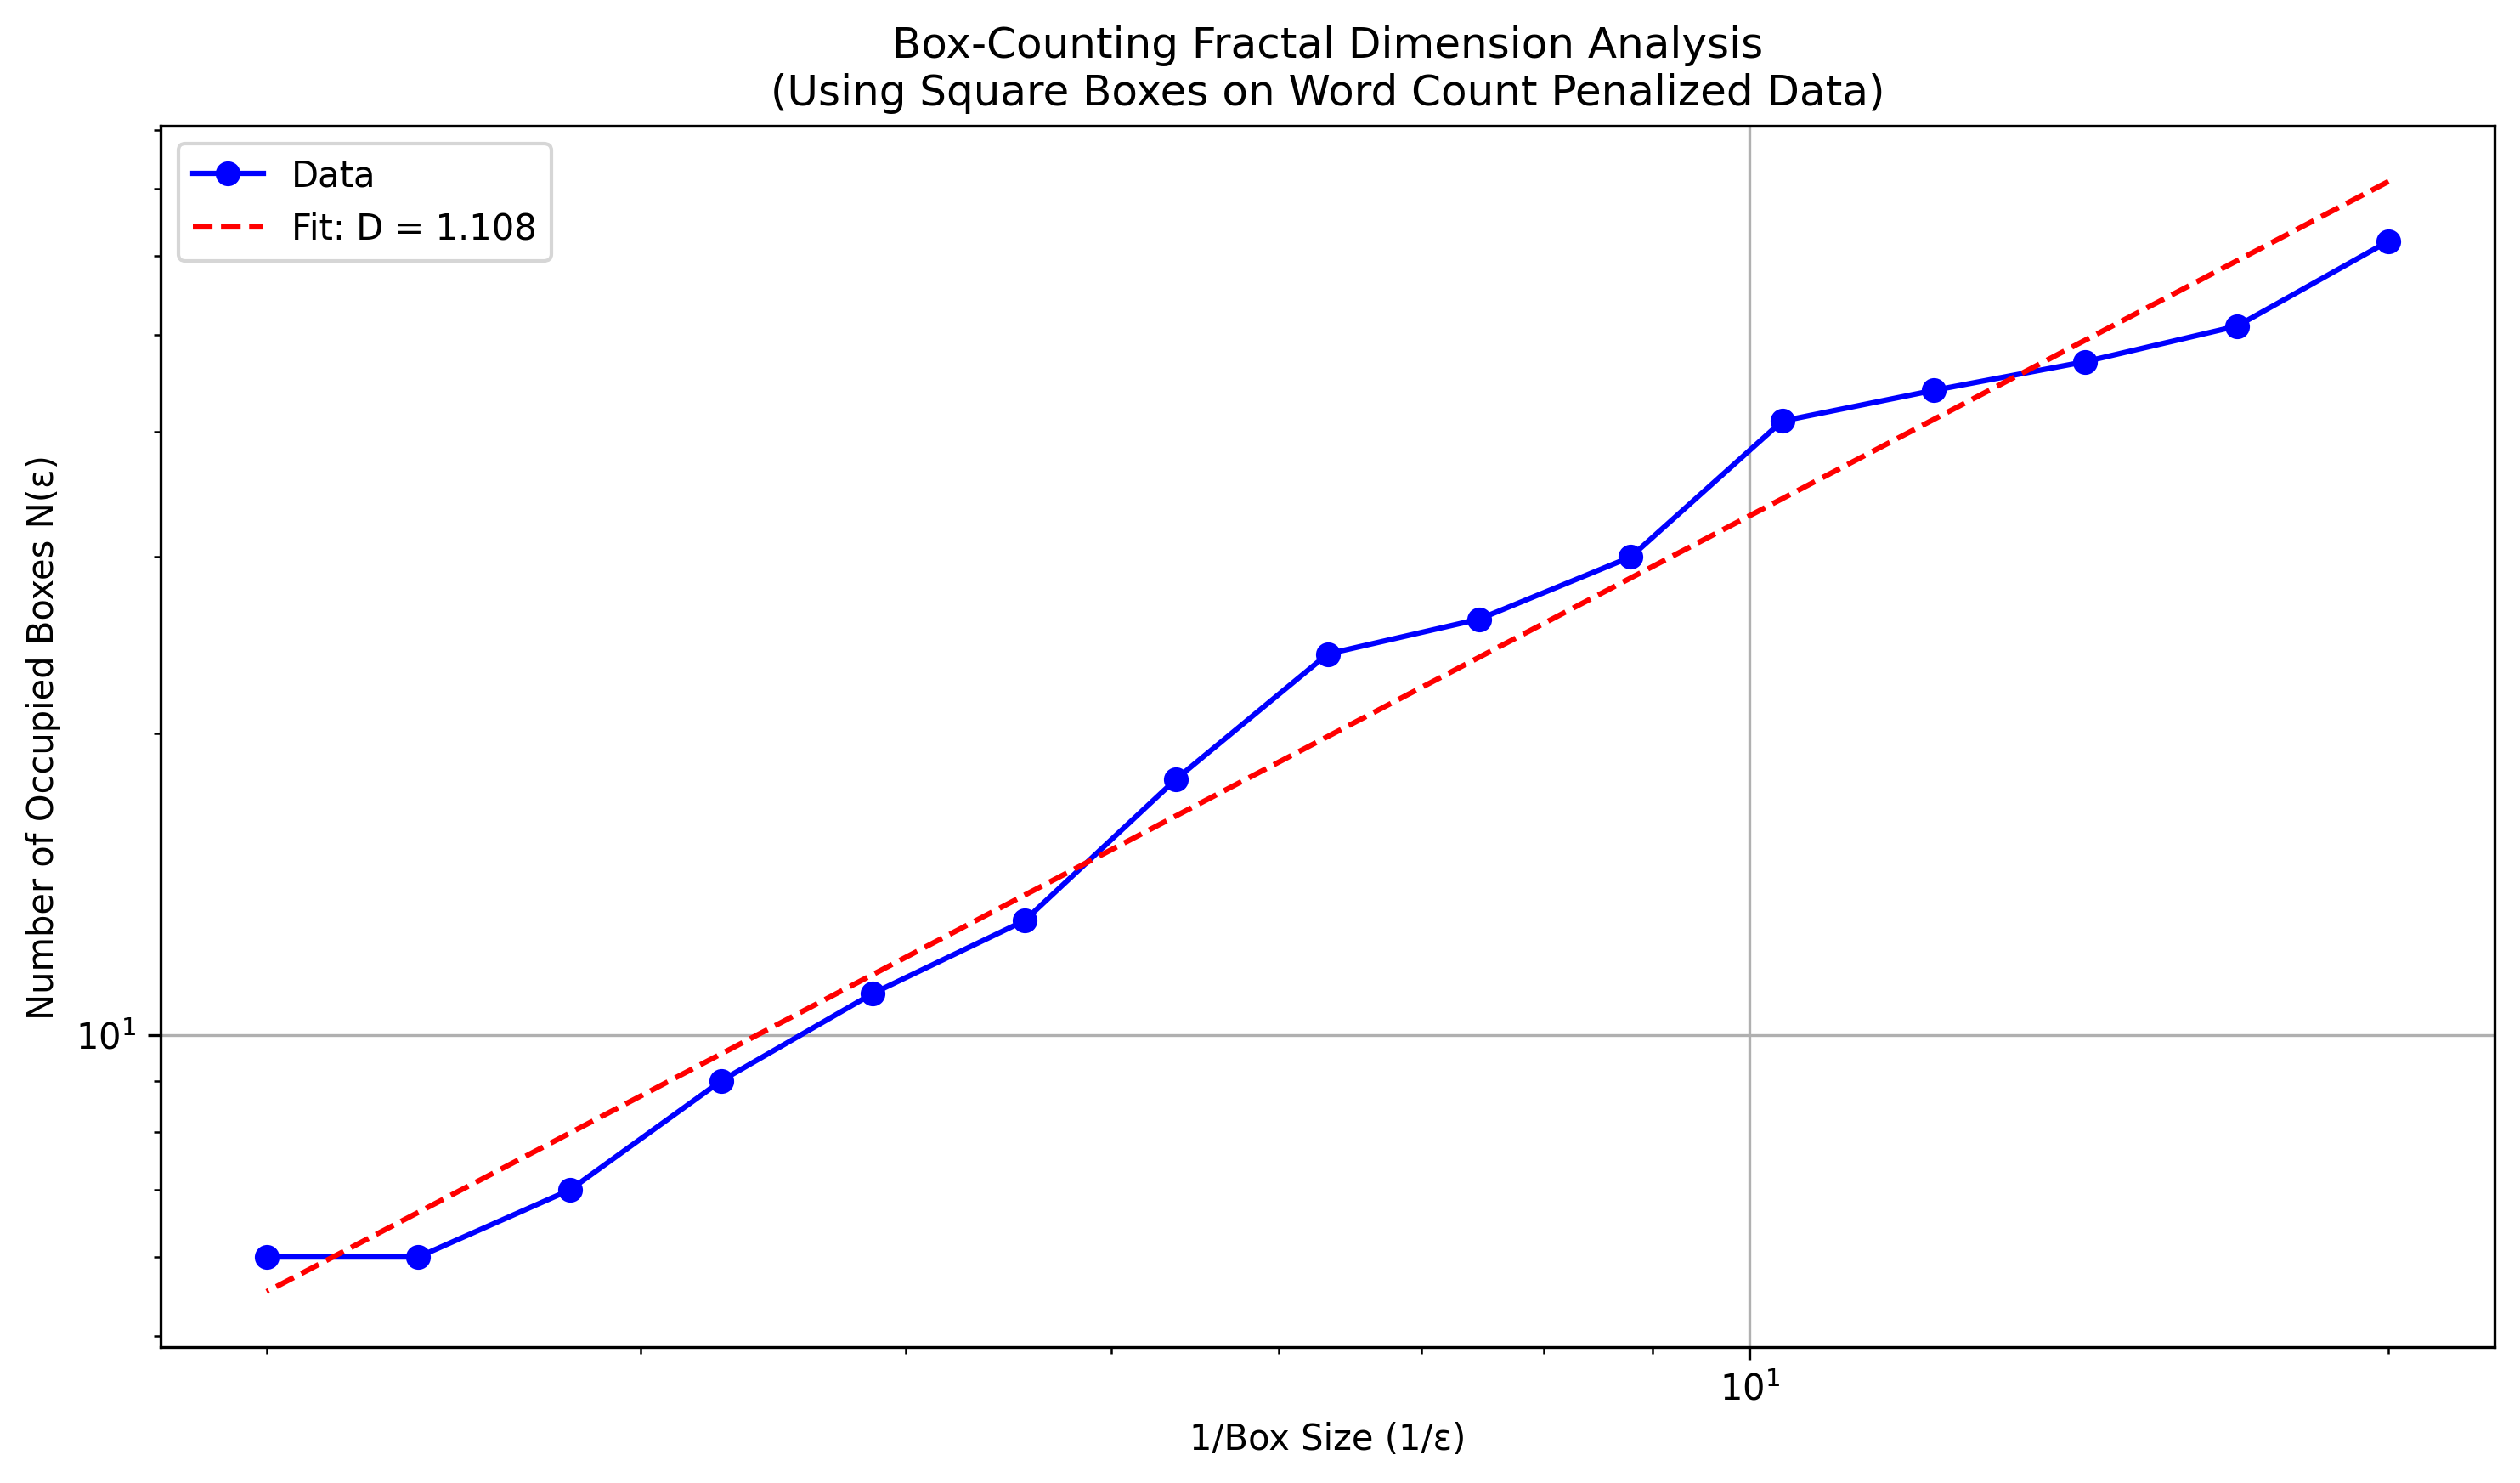 Box-Counting Fractal Dimension Analysis
(Using Square Boxes on Word Count Penalized Data)
Data
Fit: D = 1.108
Number of Occupied Boxes N(ε)
10¹
10¹
1/Box Size (1/ε)